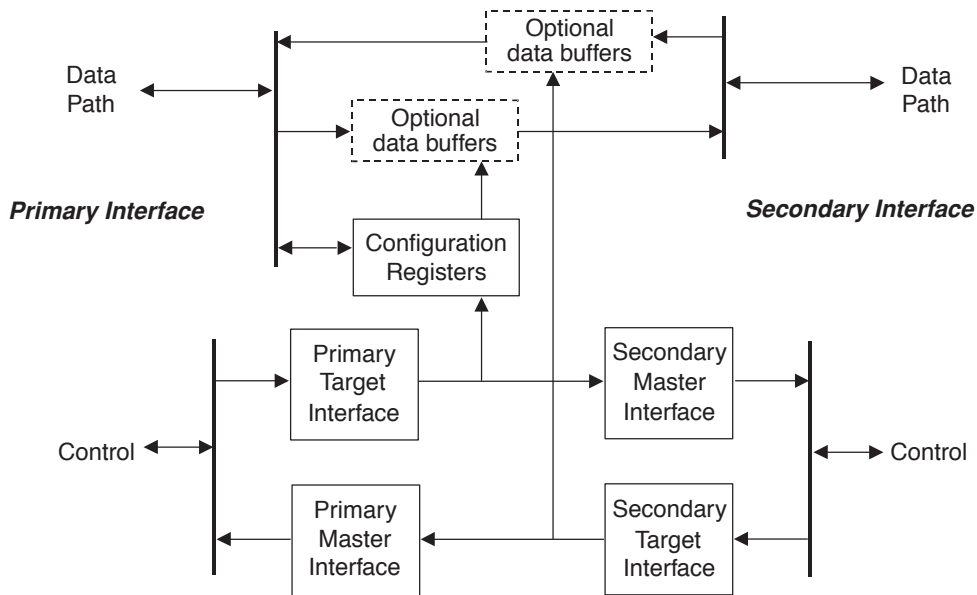 Optional
data buffers
Data
Path
Data
Path
Optional
data buffers
Primary Interface
Secondary Interface
Configuration
Registers
Primary
Target
Interface
Secondary
Master
Interface
Control
Control
Primary
Master
Interface
Secondary
Target
Interface